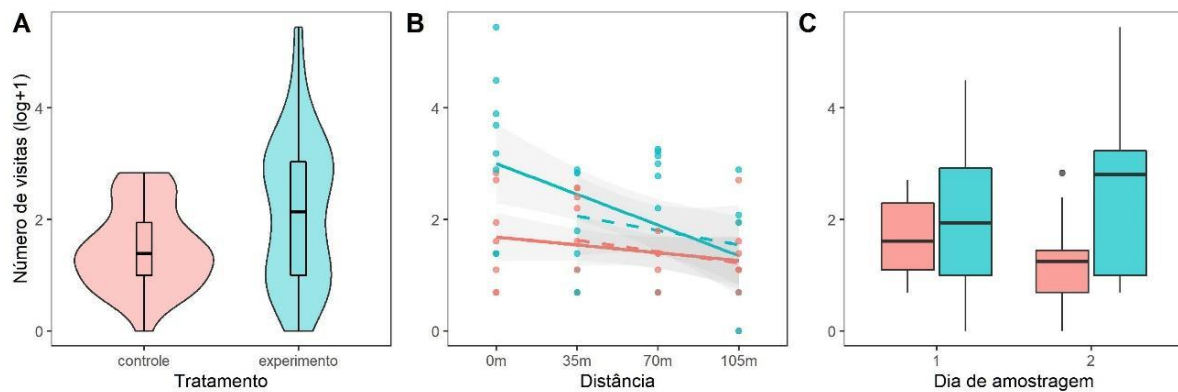 A
B
C
Número de visitas (log+1)
4
2
0
controle
experimento
Tratamento
4
2
0
0m
35m
70m
105m
Distância
4
2
0
1
2
Dia de amostragem